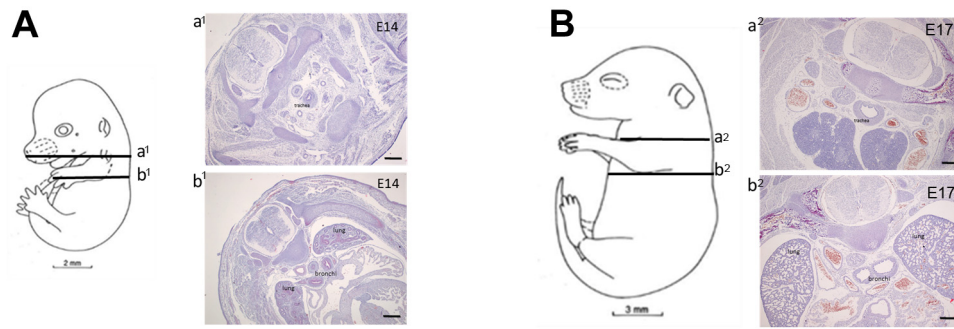 A
a1
E14
trachea
a1
b1
2 mm
b1
E14
lung
bronchi
lung
B
a2
E17
trachea
a2
b2
3 mm
b2
E17
lung
lung
bronchi